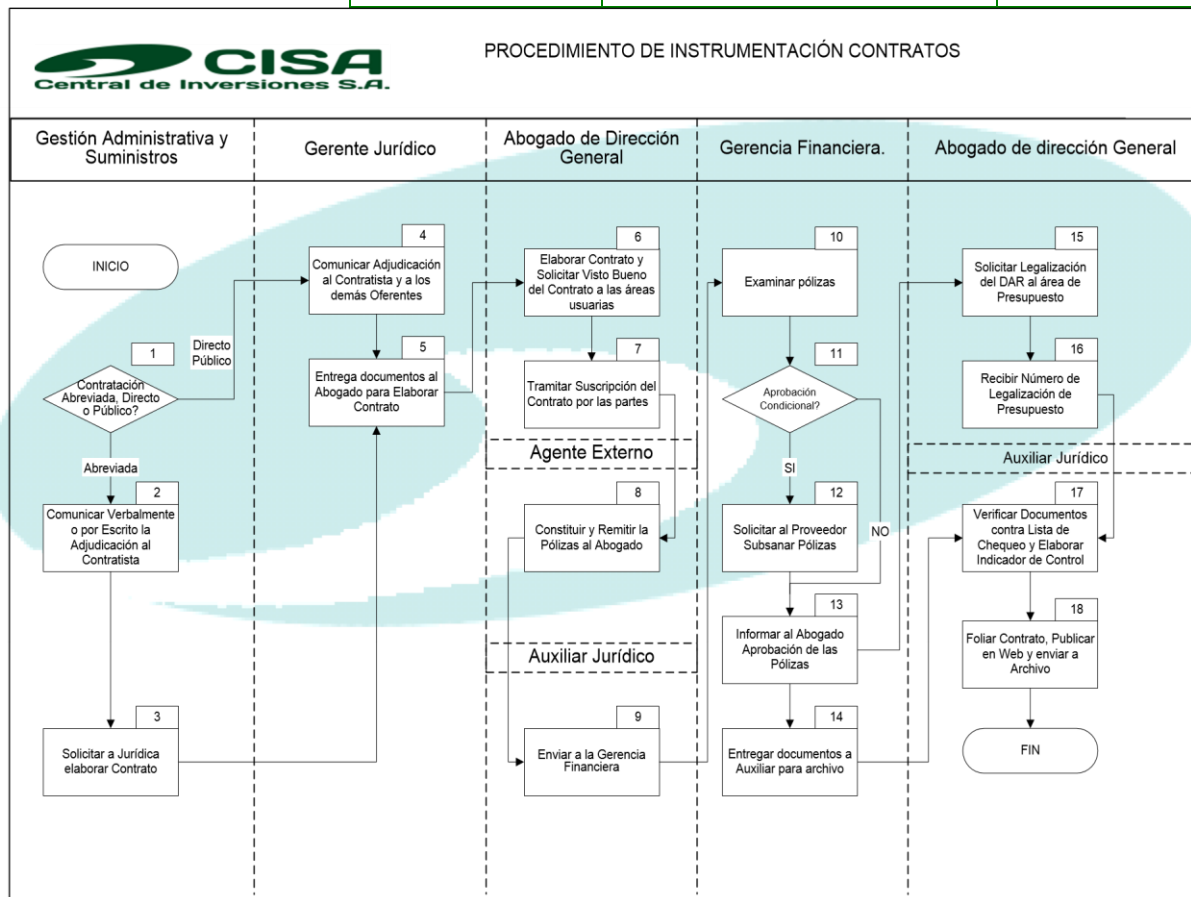 CISA
Central de Inversiones S.A.
PROCEDIMIENTO DE INSTRUMENTACIÓN CONTRATOS
Gestión Administrativa y
Suministros
Gerente Jurídico
Abogado de Dirección
General
Gerencia Financiera.
Abogado de dirección General
INICIO
1
Contratación
Abreviada, Directo
o Público?
Directo
Público
Abreviada
2
Comunicar Verbalmente
o por Escrito la
Adjudicación al
Contratista
3
Solicitar a Jurídica
elaborar Contrato
4
Comunicar Adjudicación
al Contratista y a los
demás Oferentes
5
Entrega documentos al
Abogado para Elaborar
Contrato
6
Elaborar Contrato y
Solicitar Visto Bueno
del Contrato a las áreas
usuarias
7
Tramitar Suscripción del
Contrato por las partes
Agente Externo
8
Constituir y Remitir la
Pólizas al Abogado
Auxiliar Jurídico
9
Enviar a la Gerencia
Financiera
10
Examinar pólizas
11
Aprobación
Condicional?
SI
NO
12
Solicitar al Proveedor
Subsanar Pólizas
13
Informar al Abogado
Aprobación de las
Pólizas
14
Entregar documentos a
Auxiliar para archivo
15
Solicitar Legalización
del DAR al área de
Presupuesto
16
Recibir Número de
Legalización de
Presupuesto
Auxiliar Jurídico
17
Verificar Documentos
contra Lista de
Chequeo y Elaborar
Indicador de Control
18
Foliar Contrato, Publicar
en Web y enviar a
Archivo
FIN